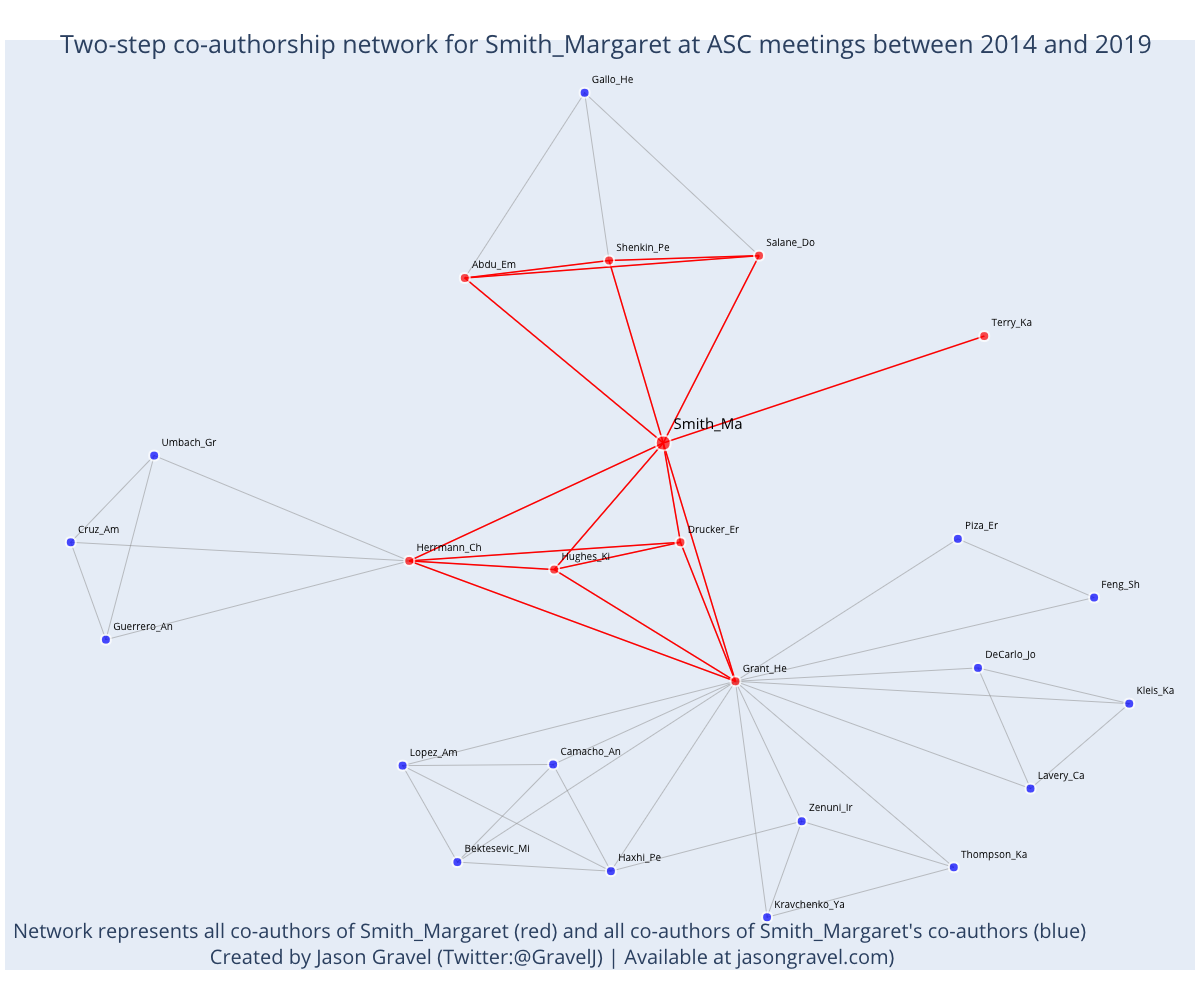 Two-step co-authorship network for Smith_Margaret at ASC meetings between 2014 and 2019
Gallo_He
Shenkin_Pe
Salane_Do
Abdu_Em
Terry_Ka
Smith_Ma
Umbach_Gr
Cruz_Am
Piza_Er
Drucker_Er
Herrmann_Ch
Hughes_Ki
Feng_Sh
Guerrero_An
DeCarlo_Jo
Grant_He
Kleis_Ka
Lopez_Am
Camacho_An
Lavery_Ca
Zenuni_Ir
Bektesevic_Mi
Haxhi_Pe
Thompson_Ka
Kravchenko_Ya
Network represents all co-authors of Smith_Margaret (red) and all co-authors of Smith_Margaret's co-authors (blue)
Created by Jason Gravel (Twitter:@GravelJ) | Available at jasongravel.com)